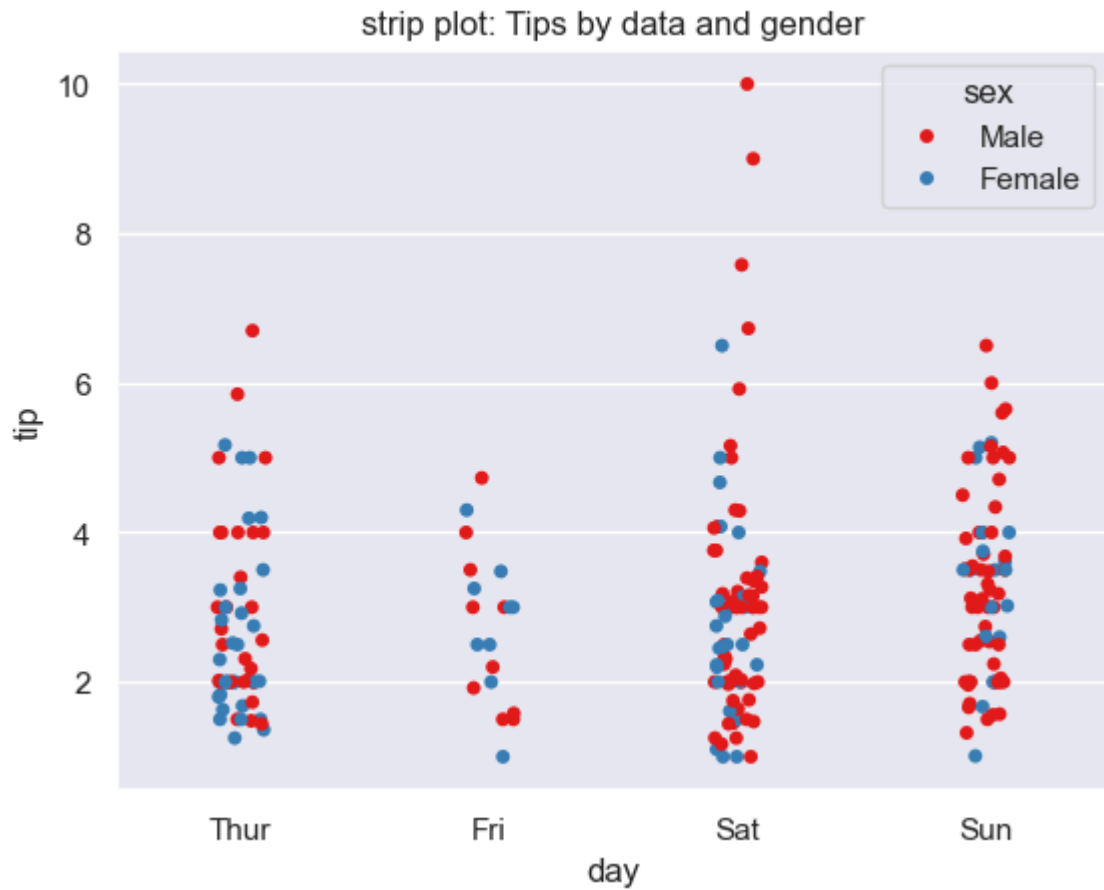 strip plot: Tips by data and gender
sex
Male
Female
10
8
6
4
2
tip
Thur Fri Sat Sun
day